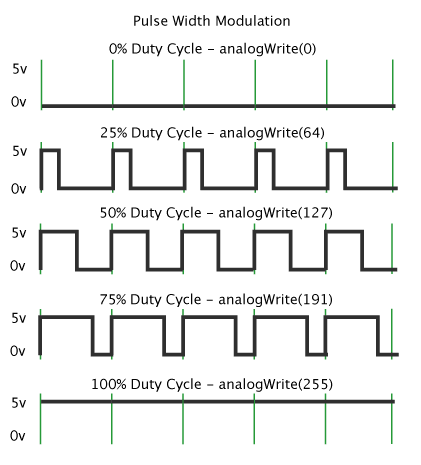 Pulse Width Modulation
0% Duty Cycle – analogWrite(0)
5v
0v
25% Duty Cycle – analogWrite(64)
5v
0v
50% Duty Cycle – analogWrite(127)
5v
0v
75% Duty Cycle – analogWrite(191)
5v
0v
100% Duty Cycle – analogWrite(255)
5v
0v